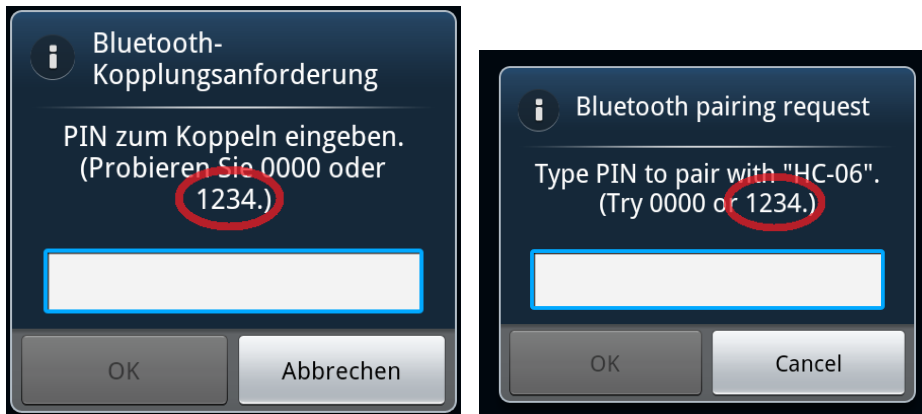 Bluetooth-
Kopplungsanforderung
PIN zum Koppeln eingeben.
(Probieren Sie 0000 oder
1234.)
OK
Abbrechen
Bluetooth pairing request
Type PIN to pair with "HC-06".
(Try 0000 or 1234.)
OK
Cancel